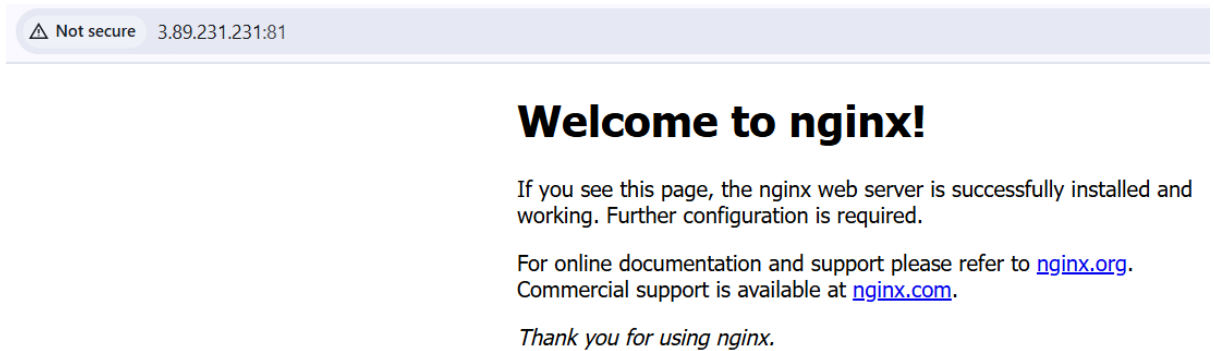 Not secure 3.89.231.231:81
Welcome to nginx!
If you see this page, the nginx web server is successfully installed and
working. Further configuration is required.
For online documentation and support please refer to nginx.org.
Commercial support is available at nginx.com.
Thank you for using nginx.